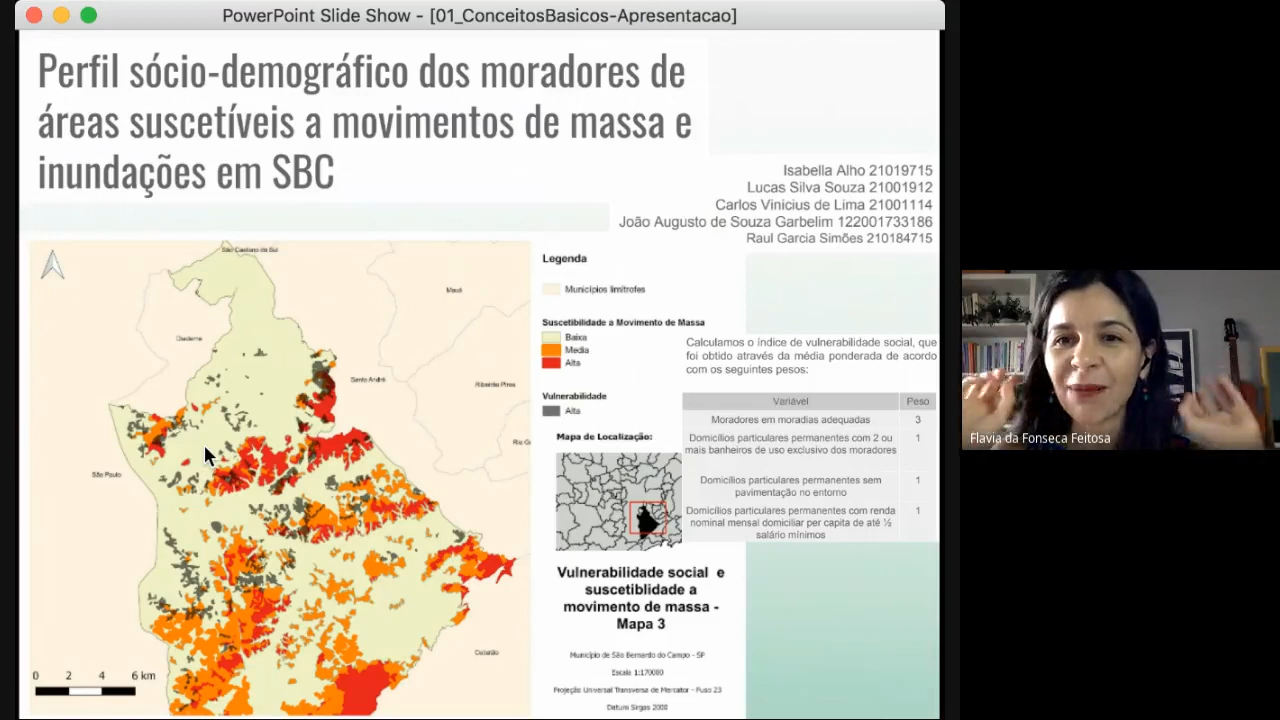 PowerPoint Slide Show - [01_ConceitosBasicos-Apresentacao]
Perfil sócio-demográfico dos moradores de
áreas suscetíveis a movimentos de massa e
inundações em SBC
Isabella Alho 21019715
Lucas Silva Souza 21001912
Carlos Vinicius de Lima 21001114
João Augusto de Souza Garbelim 122001733186
Raul Garcia Simões 210184715
São Caetano do Sul
Mauá
Diadema
Santo André
Ribeirão Pires
Rio G
São Paulo
Cubatão
0 2 4 6 km
Legenda
Municípios limítrofes
Suscetibilidade a Movimento de Massa
Baixa
Media
Alta
Vulnerabilidade
Alta
Mapa de Localização:
Calculamos o índice de vulnerabilidade social, que
foi obtido através da média ponderada de acordo
com os seguintes pesos:
Variável Peso
Moradores em moradias adequadas 3
Domicílios particulares permanentes com 2 ou 1
mais banheiros de uso exclusivo dos moradores
Domicílios particulares permanentes sem 1
pavimentação no entorno
Domicílios particulares permanentes com renda 1
nominal mensal domiciliar per capita de até ½
salário mínimos
Vulnerabilidade social e
suscetiblidade a
movimento de massa -
Mapa 3
Município de São Bernardo do Campo - SP
Escala 1:170000
Projeção Universal Transversa de Mercator - Fuso 23
Datum Sirgas 2000
Flavia da Fonseca Feitosa